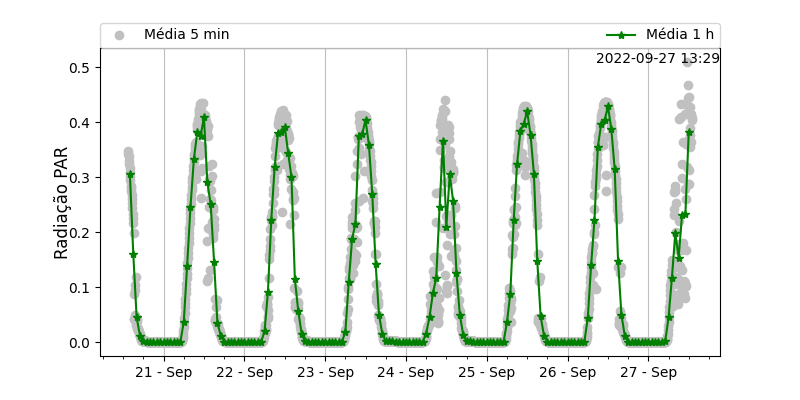 Média 5 min
Média 1 h
2022-09-27 13:29
0.5
0.4
0.3
0.2
0.1
0.0
Radiação PAR
21 - Sep
22 - Sep
23 - Sep
24 - Sep
25 - Sep
26 - Sep
27 - Sep